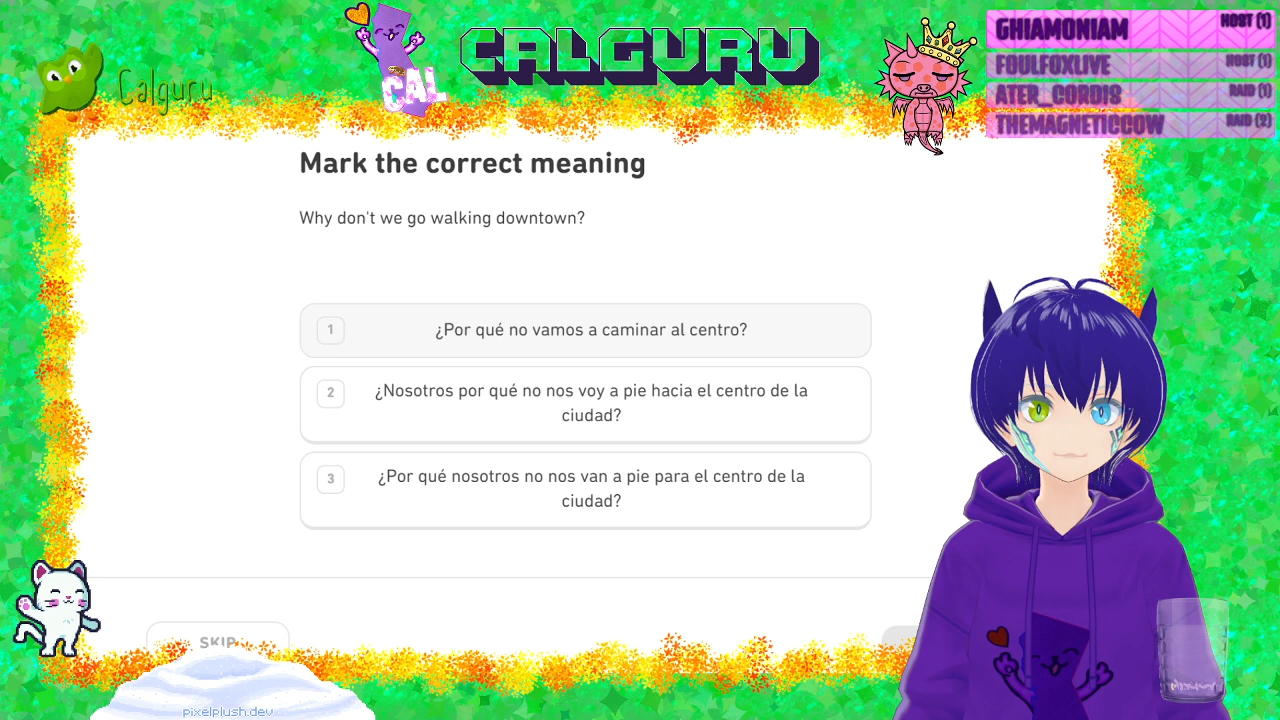 Calguru
CAL
CALGURU
GHIAMONIAM HOST (1)
FOULFOXLIVE HOST (1)
ATER_CORDIS RAID (1)
THEMAGNETICCOW RAID (2)
Mark the correct meaning
Why don't we go walking downtown?
1 ¿Por qué no vamos a caminar al centro?
2 ¿Nosotros por qué no nos voy a pie hacia el centro de la
ciudad?
3 ¿Por qué nosotros no nos van a pie para el centro de la
ciudad?
SKIP
pixelplush.dev